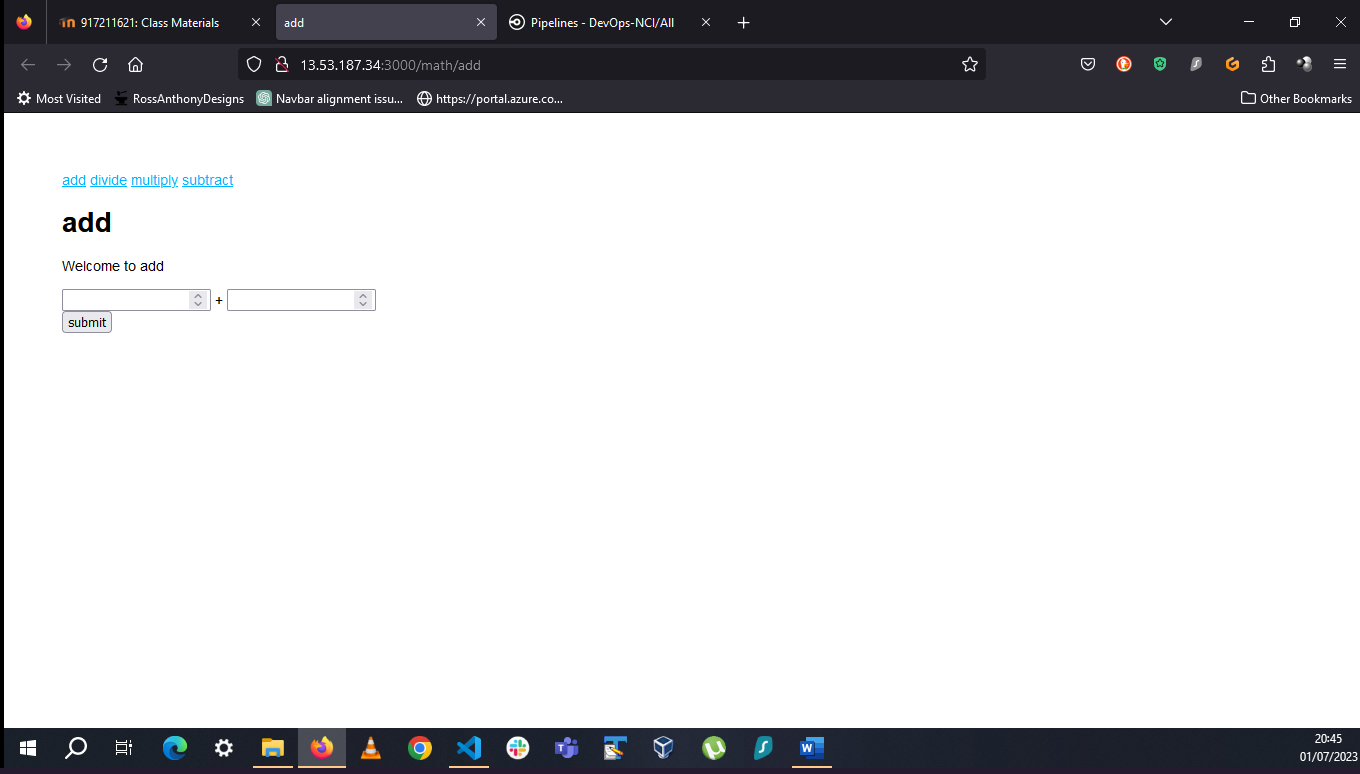 917211621: Class Materials
add
Pipelines - DevOps-NCI/All
13.53.187.34:3000/math/add
Most Visited
RossAnthonyDesigns
Navbar alignment issu...
https://portal.azure.co...
Other Bookmarks
add divide multiply subtract
add
Welcome to add
+
submit
20:45
01/07/2023